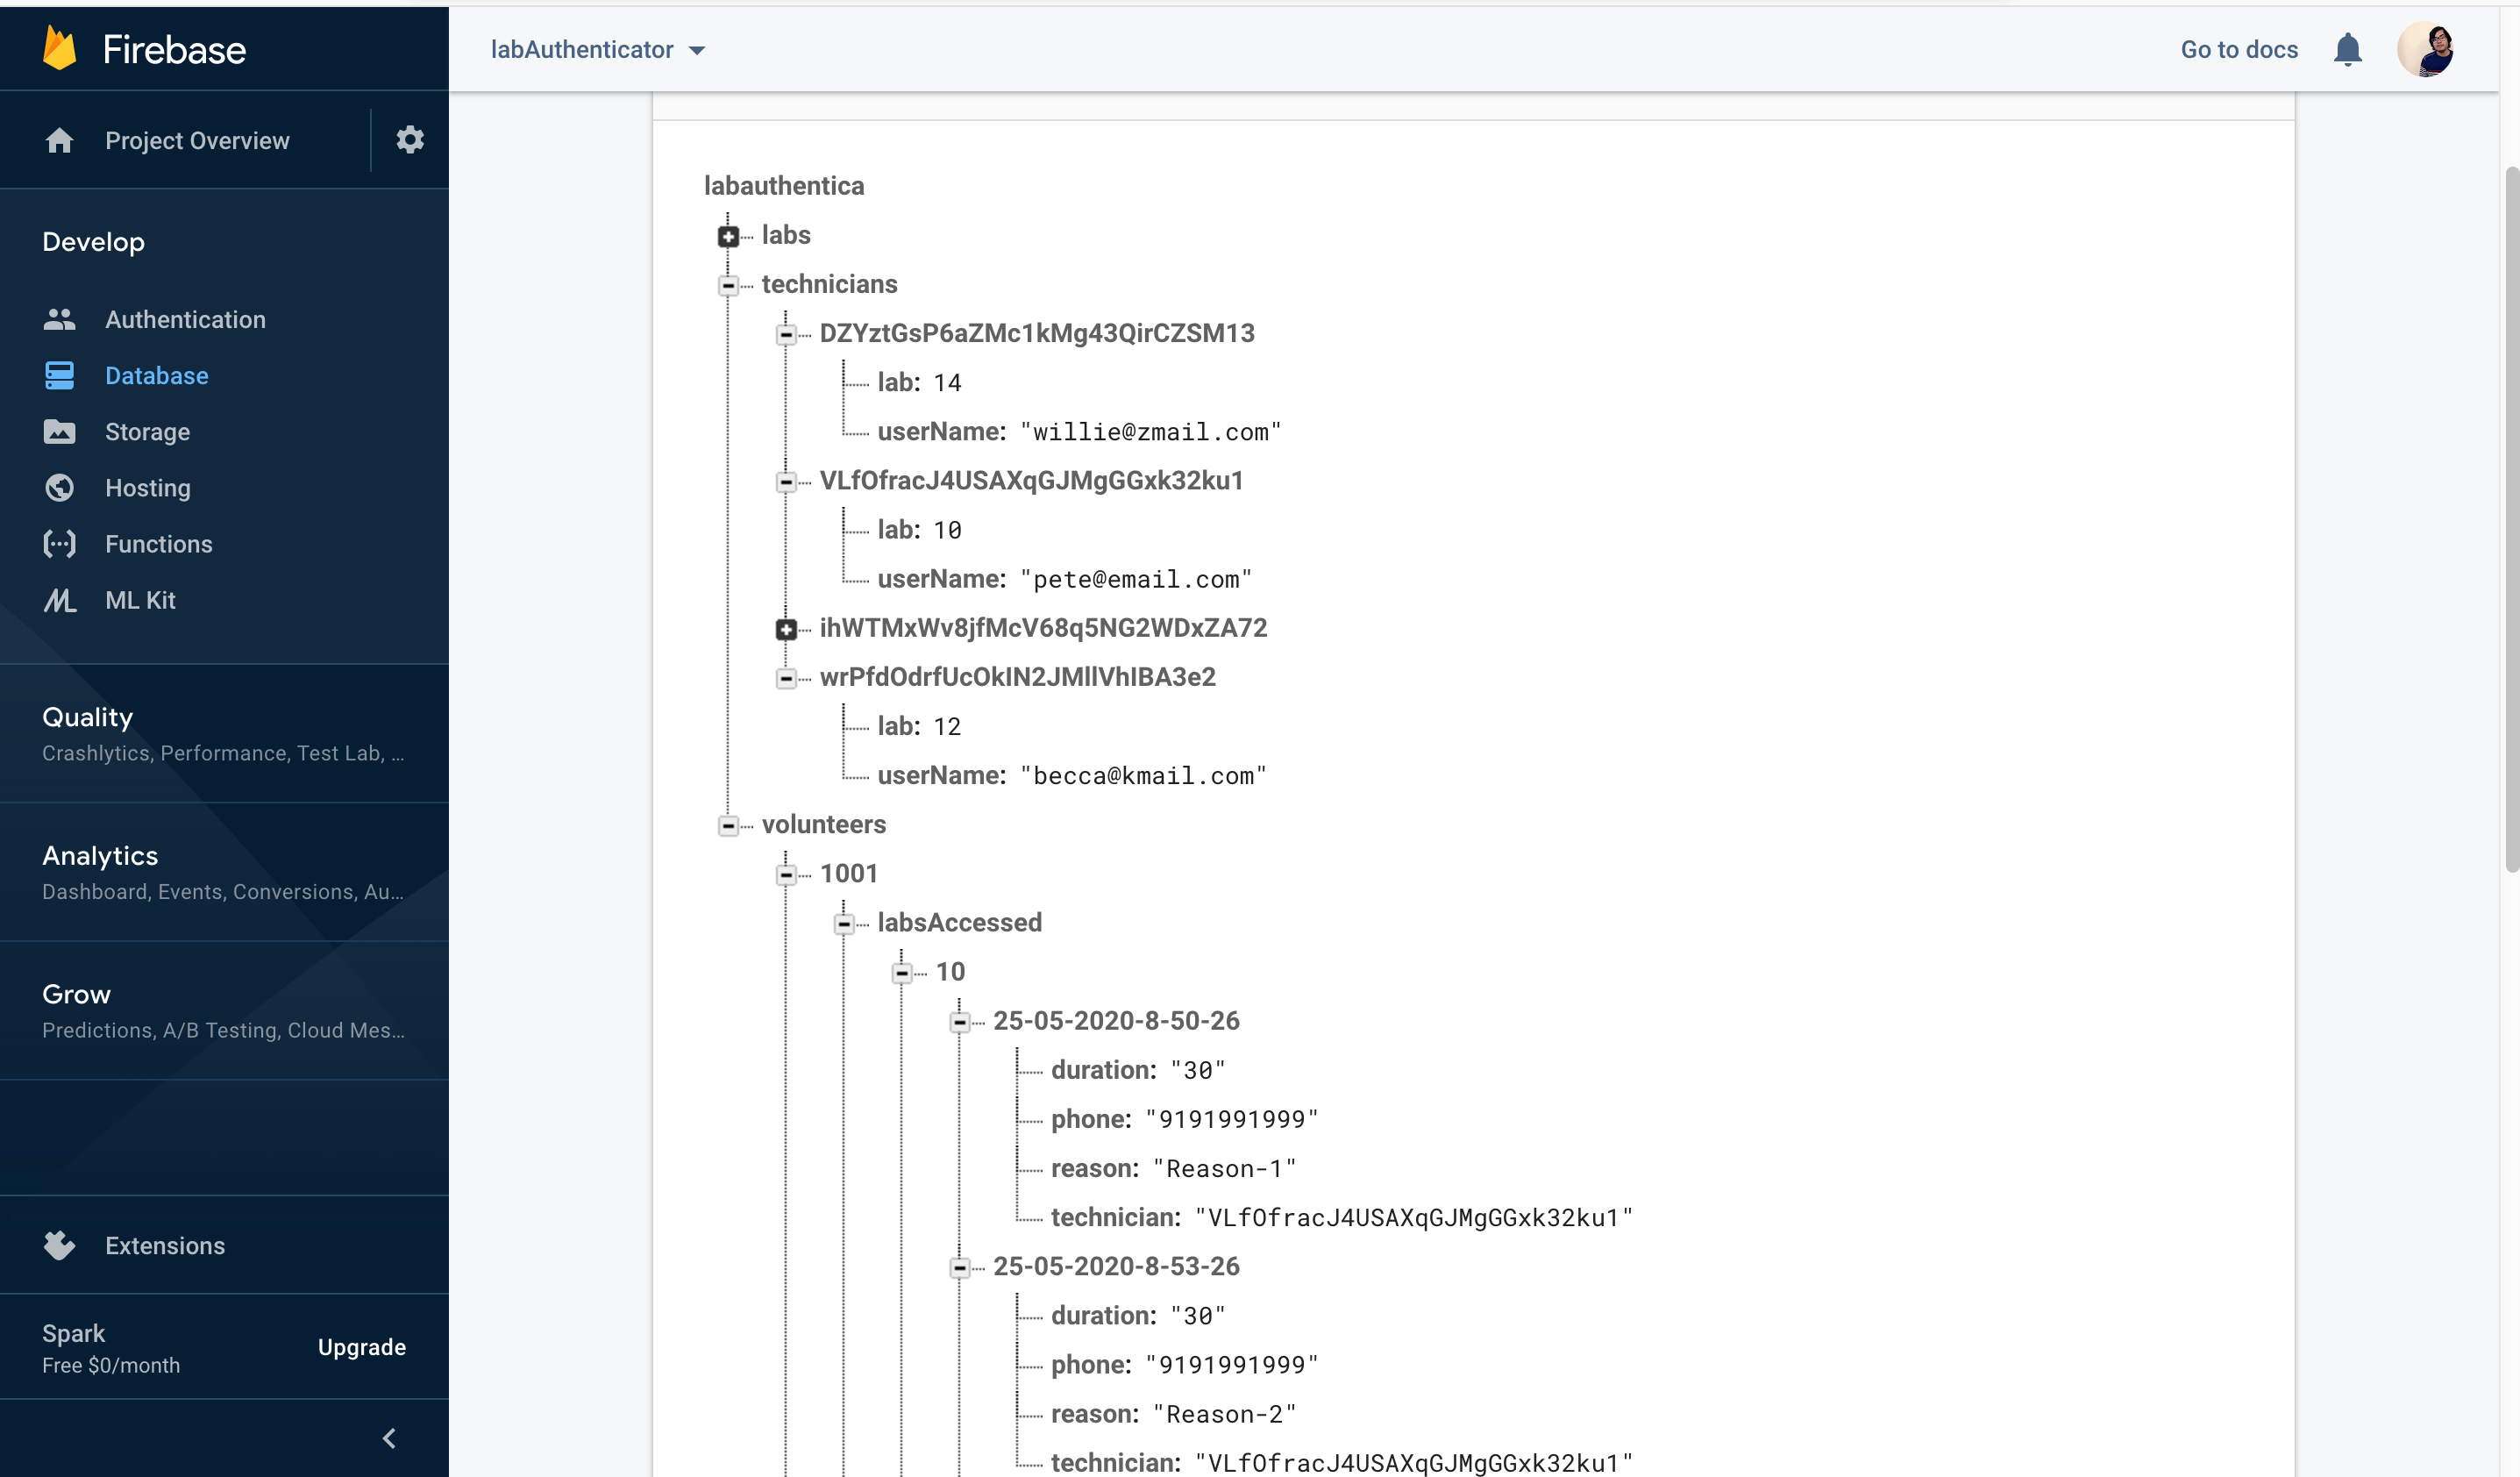 Firebase
labAuthenticator
Go to docs
Project Overview
Develop
Authentication
Database
Storage
Hosting
Functions
ML Kit
Quality
Crashlytics, Performance, Test Lab, ...
Analytics
Dashboard, Events, Conversions, Au...
Grow
Predictions, A/B Testing, Cloud Mes...
Extensions
Spark
Free $0/month
Upgrade
labauthentica
labs
technicians
DZYztGsP6aZMc1kMg43QirCZSM13
lab: 14
userName: "willie@zmail.com"
VLfOfracJ4USAXqGJMgGGxk32ku1
lab: 10
userName: "pete@email.com"
ihWTMxWv8jfMcV68q5NG2WDxZA72
wrPfdOdrfUcOkIN2JMllVhIBA3e2
lab: 12
userName: "becca@kmail.com"
volunteers
1001
labsAccessed
10
25-05-2020-8-50-26
duration: "30"
phone: "9191991999"
reason: "Reason-1"
technician: "VLfOfracJ4USAXqGJMgGGxk32ku1"
25-05-2020-8-53-26
duration: "30"
phone: "9191991999"
reason: "Reason-2"
technician: "VLfOfracJ4USAXqGJMgGGxk32ku1"